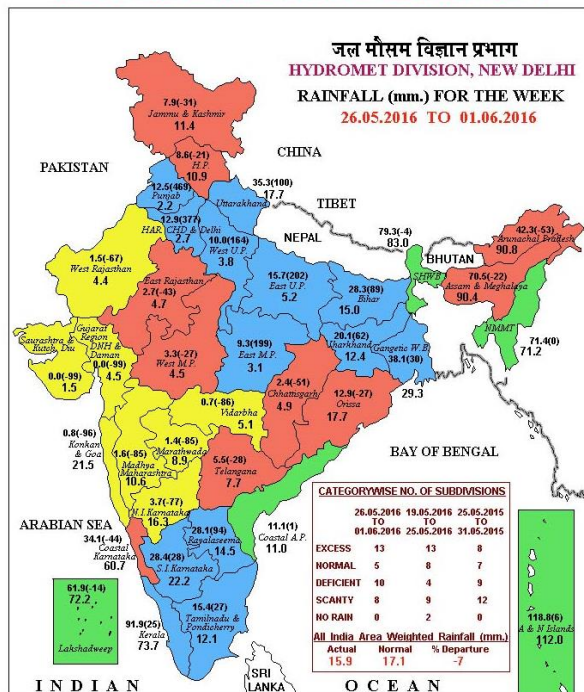 जल मौसम विज्ञान प्रभाग
HYDROMET DIVISION, NEW DELHI
RAINFALL (mm.) FOR THE WEEK
26.05.2016 TO 01.06.2016
7.9(-31)
Jammu & Kashmir
11.4
CHINA
PAKISTAN
8.6(-21)
H.P.
10.9
12.5(469)
Punjab
2.2
35.3(100)
17.7
Uttarakhand
TIBET
HAR.
12.9(377)
CHD & Delhi
2.7
10.0(164)
West U.P.
3.8
NEPAL
79.3(-4)
83.0
SHWB
BHUTAN
42.3(-53)
Arunachal Pradesh
90.8
1.5(-67)
West Rajasthan
4.4
East Rajasthan
2.7(-43)
4.7
15.7(202)
East U.P.
5.2
28.3(89)
Bihar
15.0
70.5(-22)
Assam & Meghalaya
90.4
NMMT
71.4(0)
71.2
Saurashtra &
Kutch, Diu
0.0(-99)
1.5
Gujarat
Region
DNH &
Daman
0.0(-99)
4.5
3.3(-27)
West M.P.
4.5
9.3(199)
East M.P.
3.1
20.1(62)
Jharkhand
12.4
Gangetic W.B.
38.1(30)
29.3
2.4(-51)
Chhattisgarh
4.9
12.9(-27)
Orissa
17.7
0.7(-86)
Vidarbha
5.1
0.8(-96)
Konkan
& Goa
21.5
1.6(-85)
Madhya
Maharashtra
10.6
1.4(-85)
Marathwada
8.9
5.5(-28)
Telangana
7.7
BAY OF BENGAL
3.7(-77)
N.I.Karnataka
16.3
ARABIAN SEA
34.1(-44)
Coastal
Karnataka
60.7
28.1(94)
Rayalaseema
14.5
11.1(1)
Coastal A.P.
11.0
28.4(28)
S.I.Karnataka
22.2
61.9(-14)
72.2
Lakshadweep
91.9(25)
Kerala
73.7
15.4(27)
Tamilnadu &
Pondicherry
12.1
CATEGORYWISE NO. OF SUBDIVISIONS
26.05.2016 19.05.2016 25.05.2015
TO TO TO
01.06.2016 25.05.2016 31.05.2015
EXCESS 13 13 8
NORMAL 5 8 7
DEFICIENT 10 4 9
SCANTY 8 9 12
NO RAIN 0 2 0
All India Area Weighted Rainfall (mm.)
Actual Normal % Departure
15.9 17.1 -7
118.8(6)
A & N Islands
112.0
SRI
LANKA
INDIAN OCEAN